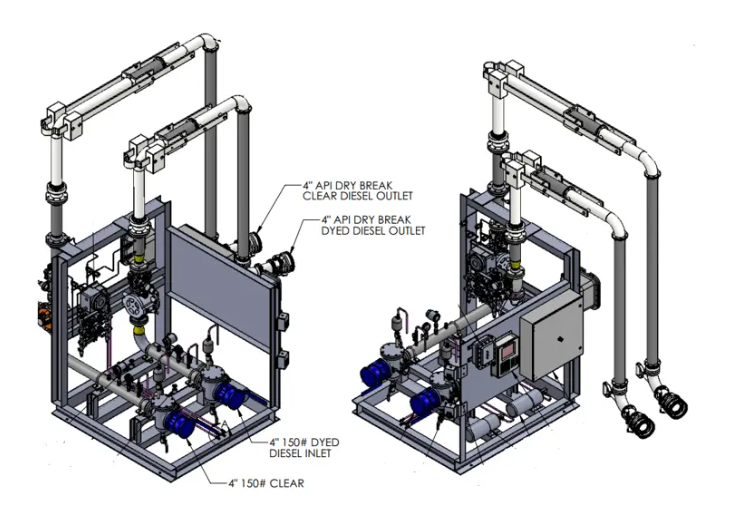 4" API DRY BREAK
CLEAR DIESEL OUTLET
4" API DRY BREAK
DYED DIESEL OUTLET
A
4" 150# DYED
DIESEL INLET
4" 150# CLEAR